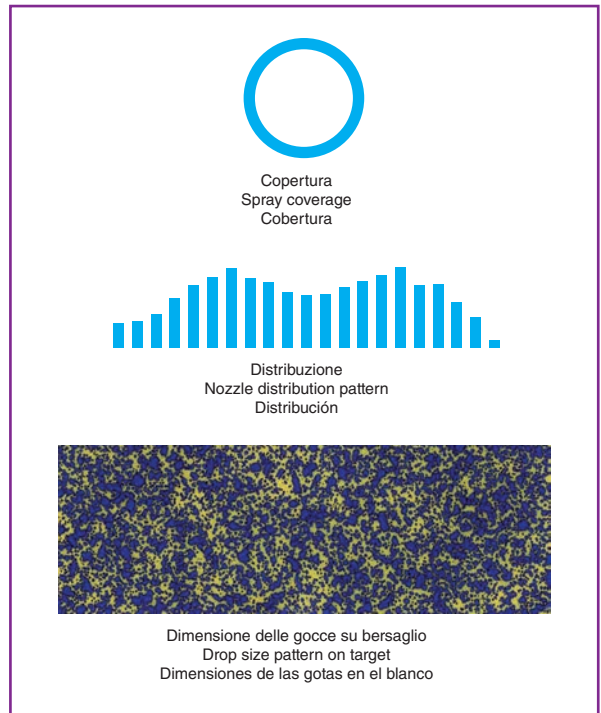 Copertura
Spray coverage
Cobertura
Distribuzione
Nozzle distribution pattern
Distribución
Dimensione delle gocce su bersaglio
Drop size pattern on target
Dimensiones de las gotas en el blanco